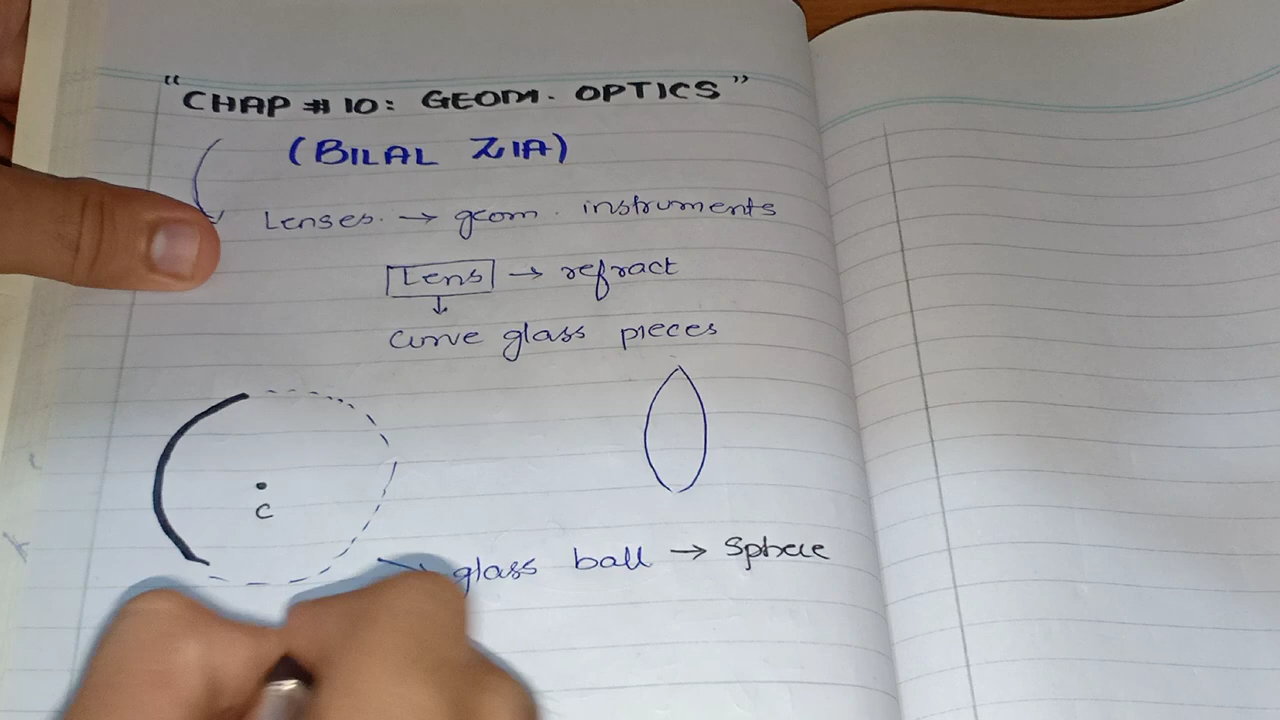 "CHAP # 10: GEOM. OPTICS"
(BILAL ZIA)
Lenses. → geom. instruments
Lens → refract
↓
curve glass pieces
C
glass ball → Sphere